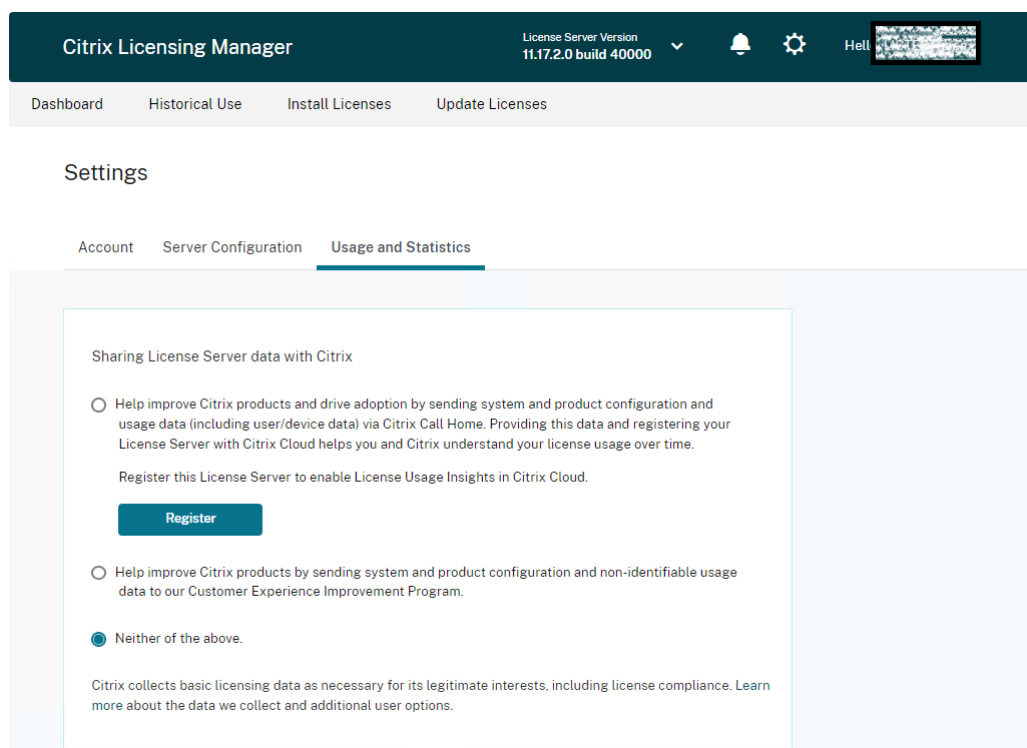 Citrix Licensing Manager
License Server Version
11.17.2.0 build 40000
Dashboard Historical Use Install Licenses Update Licenses
Settings
Account Server Configuration Usage and Statistics
Sharing License Server data with Citrix
Help improve Citrix products and drive adoption by sending system and product configuration and
usage data (including user/device data) via Citrix Call Home. Providing this data and registering your
License Server with Citrix Cloud helps you and Citrix understand your license usage over time.
Register this License Server to enable License Usage Insights in Citrix Cloud.
Register
Help improve Citrix products by sending system and product configuration and non-identifiable usage
data to our Customer Experience Improvement Program.
Neither of the above.
Citrix collects basic licensing data as necessary for its legitimate interests, including license compliance. Learn
more about the data we collect and additional user options.